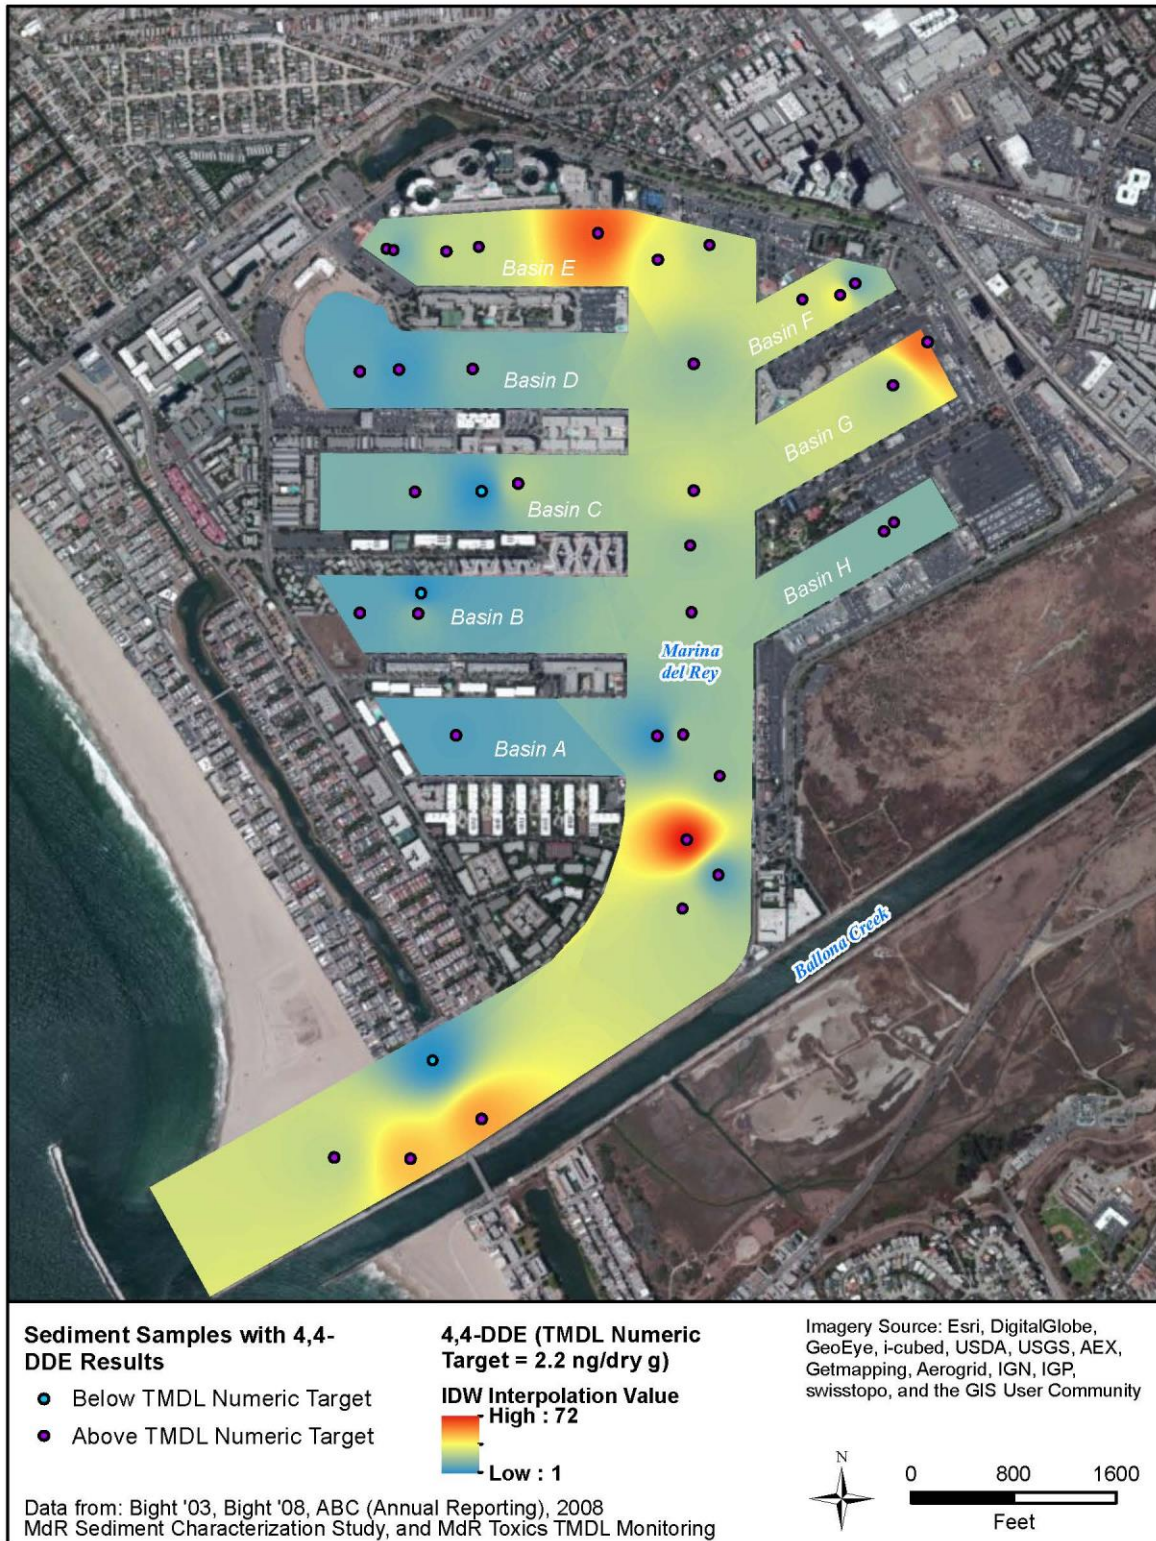 Basin E
Basin F
Basin D
Basin G
Basin C
Basin H
Basin B
Marina
del Rey
Basin A
Ballona Creek
Sediment Samples with 4,4-
DDE Results
Below TMDL Numeric Target
Above TMDL Numeric Target
4,4-DDE (TMDL Numeric
Target = 2.2 ng/dry g)
IDW Interpolation Value
High : 72
Low : 1
Imagery Source: Esri, DigitalGlobe,
GeoEye, i-cubed, USDA, USGS, AEX,
Getmapping, Aerogrid, IGN, IGP,
swisstopo, and the GIS User Community
N
0 800 1600
Feet
Data from: Bight '03, Bight '08, ABC (Annual Reporting), 2008
MdR Sediment Characterization Study, and MdR Toxics TMDL Monitoring